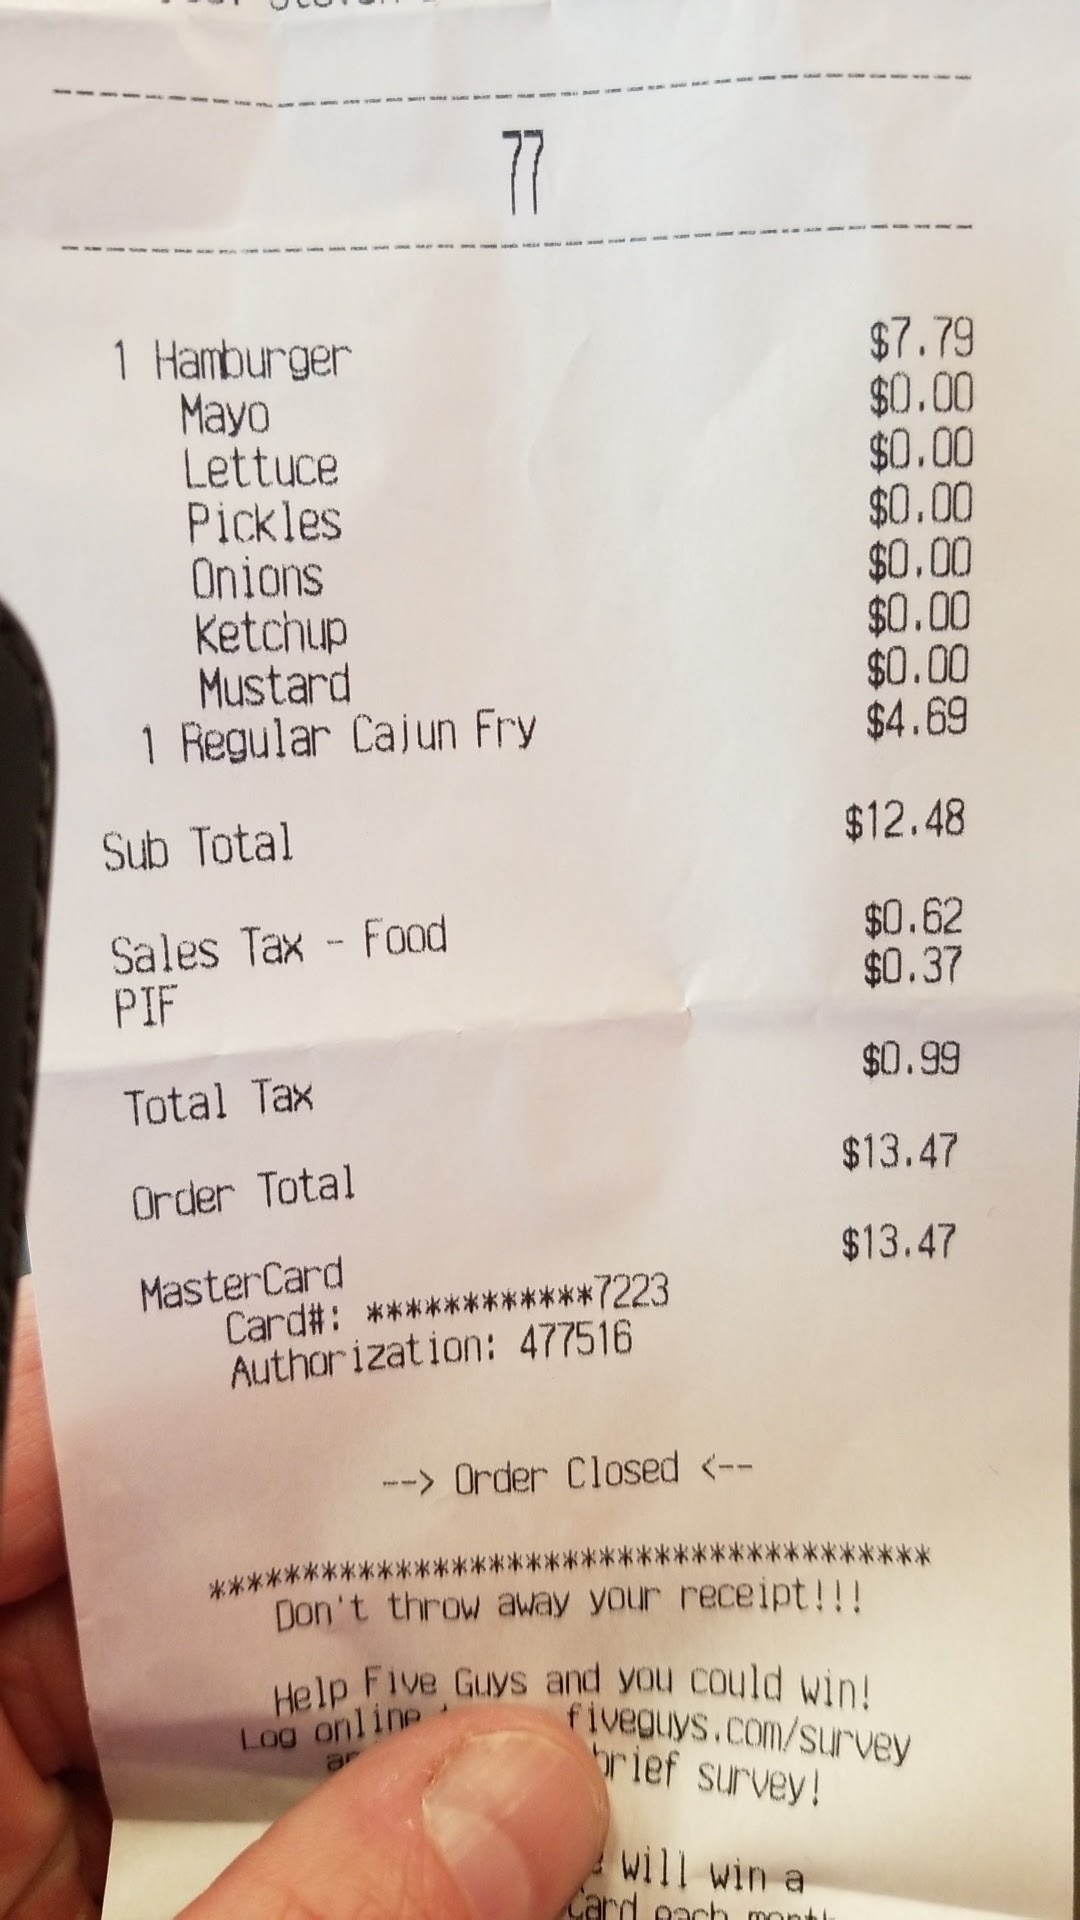 77
1 Hamburger $7.79
Mayo $0.00
Lettuce $0.00
Pickles $0.00
Onions $0.00
Ketchup $0.00
Mustard $0.00
1 Regular Cajun Fry $4.69
Sub Total $12.48
Sales Tax - Food $0.62
PIF $0.37
Total Tax $0.99
Order Total $13.47
MasterCard $13.47
Card#: ************7223
Authorization: 477516
--> Order Closed <--
**************************************
Don't throw away your receipt!!!
Help Five Guys and you could win!
Log online fiveguys.com/survey
brief survey!
will win a
Card each